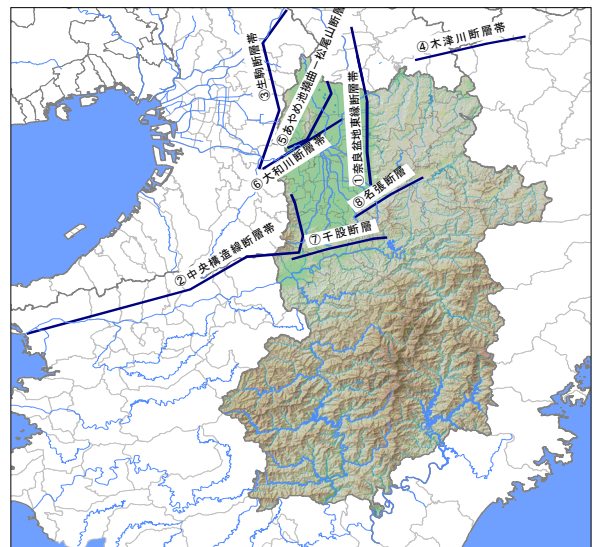 ①奈良盆地東縁断層帯
②中央構造線断層帯
③生駒断層帯
④木津川断層帯
⑤あやめ池撓曲－松尾山断層
⑥大和川断層帯
⑦千股断層
⑧名張断層